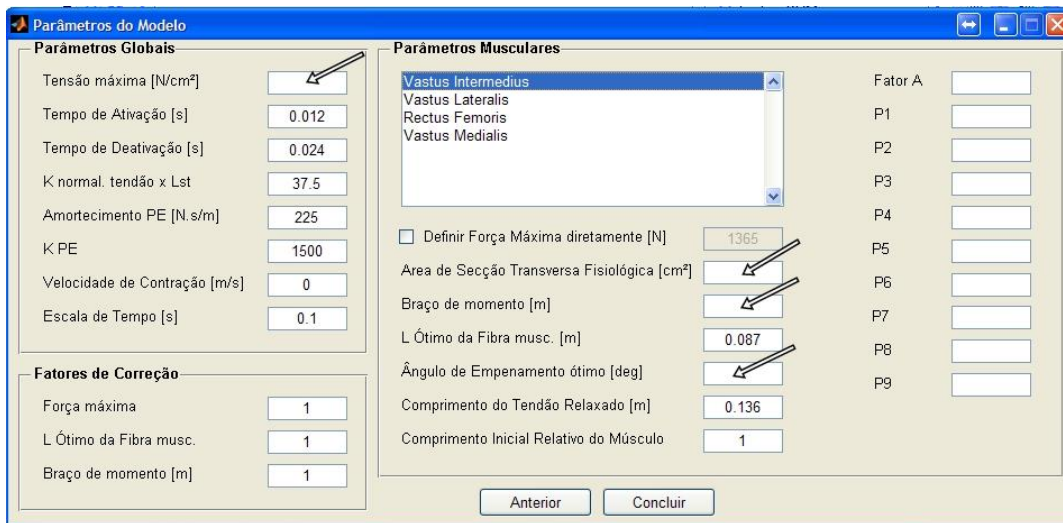 Parâmetros do Modelo
Parâmetros Globais
Tensão máxima [N/cm²]
Tempo de Ativação [s] 0.012
Tempo de Deativação [s] 0.024
K normal. tendão x Lst 37.5
Amortecimento PE [N.s/m] 225
K PE 1500
Velocidade de Contração [m/s] 0
Escala de Tempo [s] 0.1
Fatores de Correção
Força máxima 1
L Ótimo da Fibra musc. 1
Braço de momento [m] 1
Parâmetros Musculares
Vastus Intermedius
Vastus Lateralis
Rectus Femoris
Vastus Medialis
Definir Força Máxima diretamente [N] 1365
Area de Secção Transversa Fisiológica [cm²]
Braço de momento [m]
L Ótimo da Fibra musc. [m] 0.087
Ângulo de Empenamento ótimo [deg]
Comprimento do Tendão Relaxado [m] 0.136
Comprimento Inicial Relativo do Músculo 1
Fator A
P1
P2
P3
P4
P5
P6
P7
P8
P9
Anterior Concluir